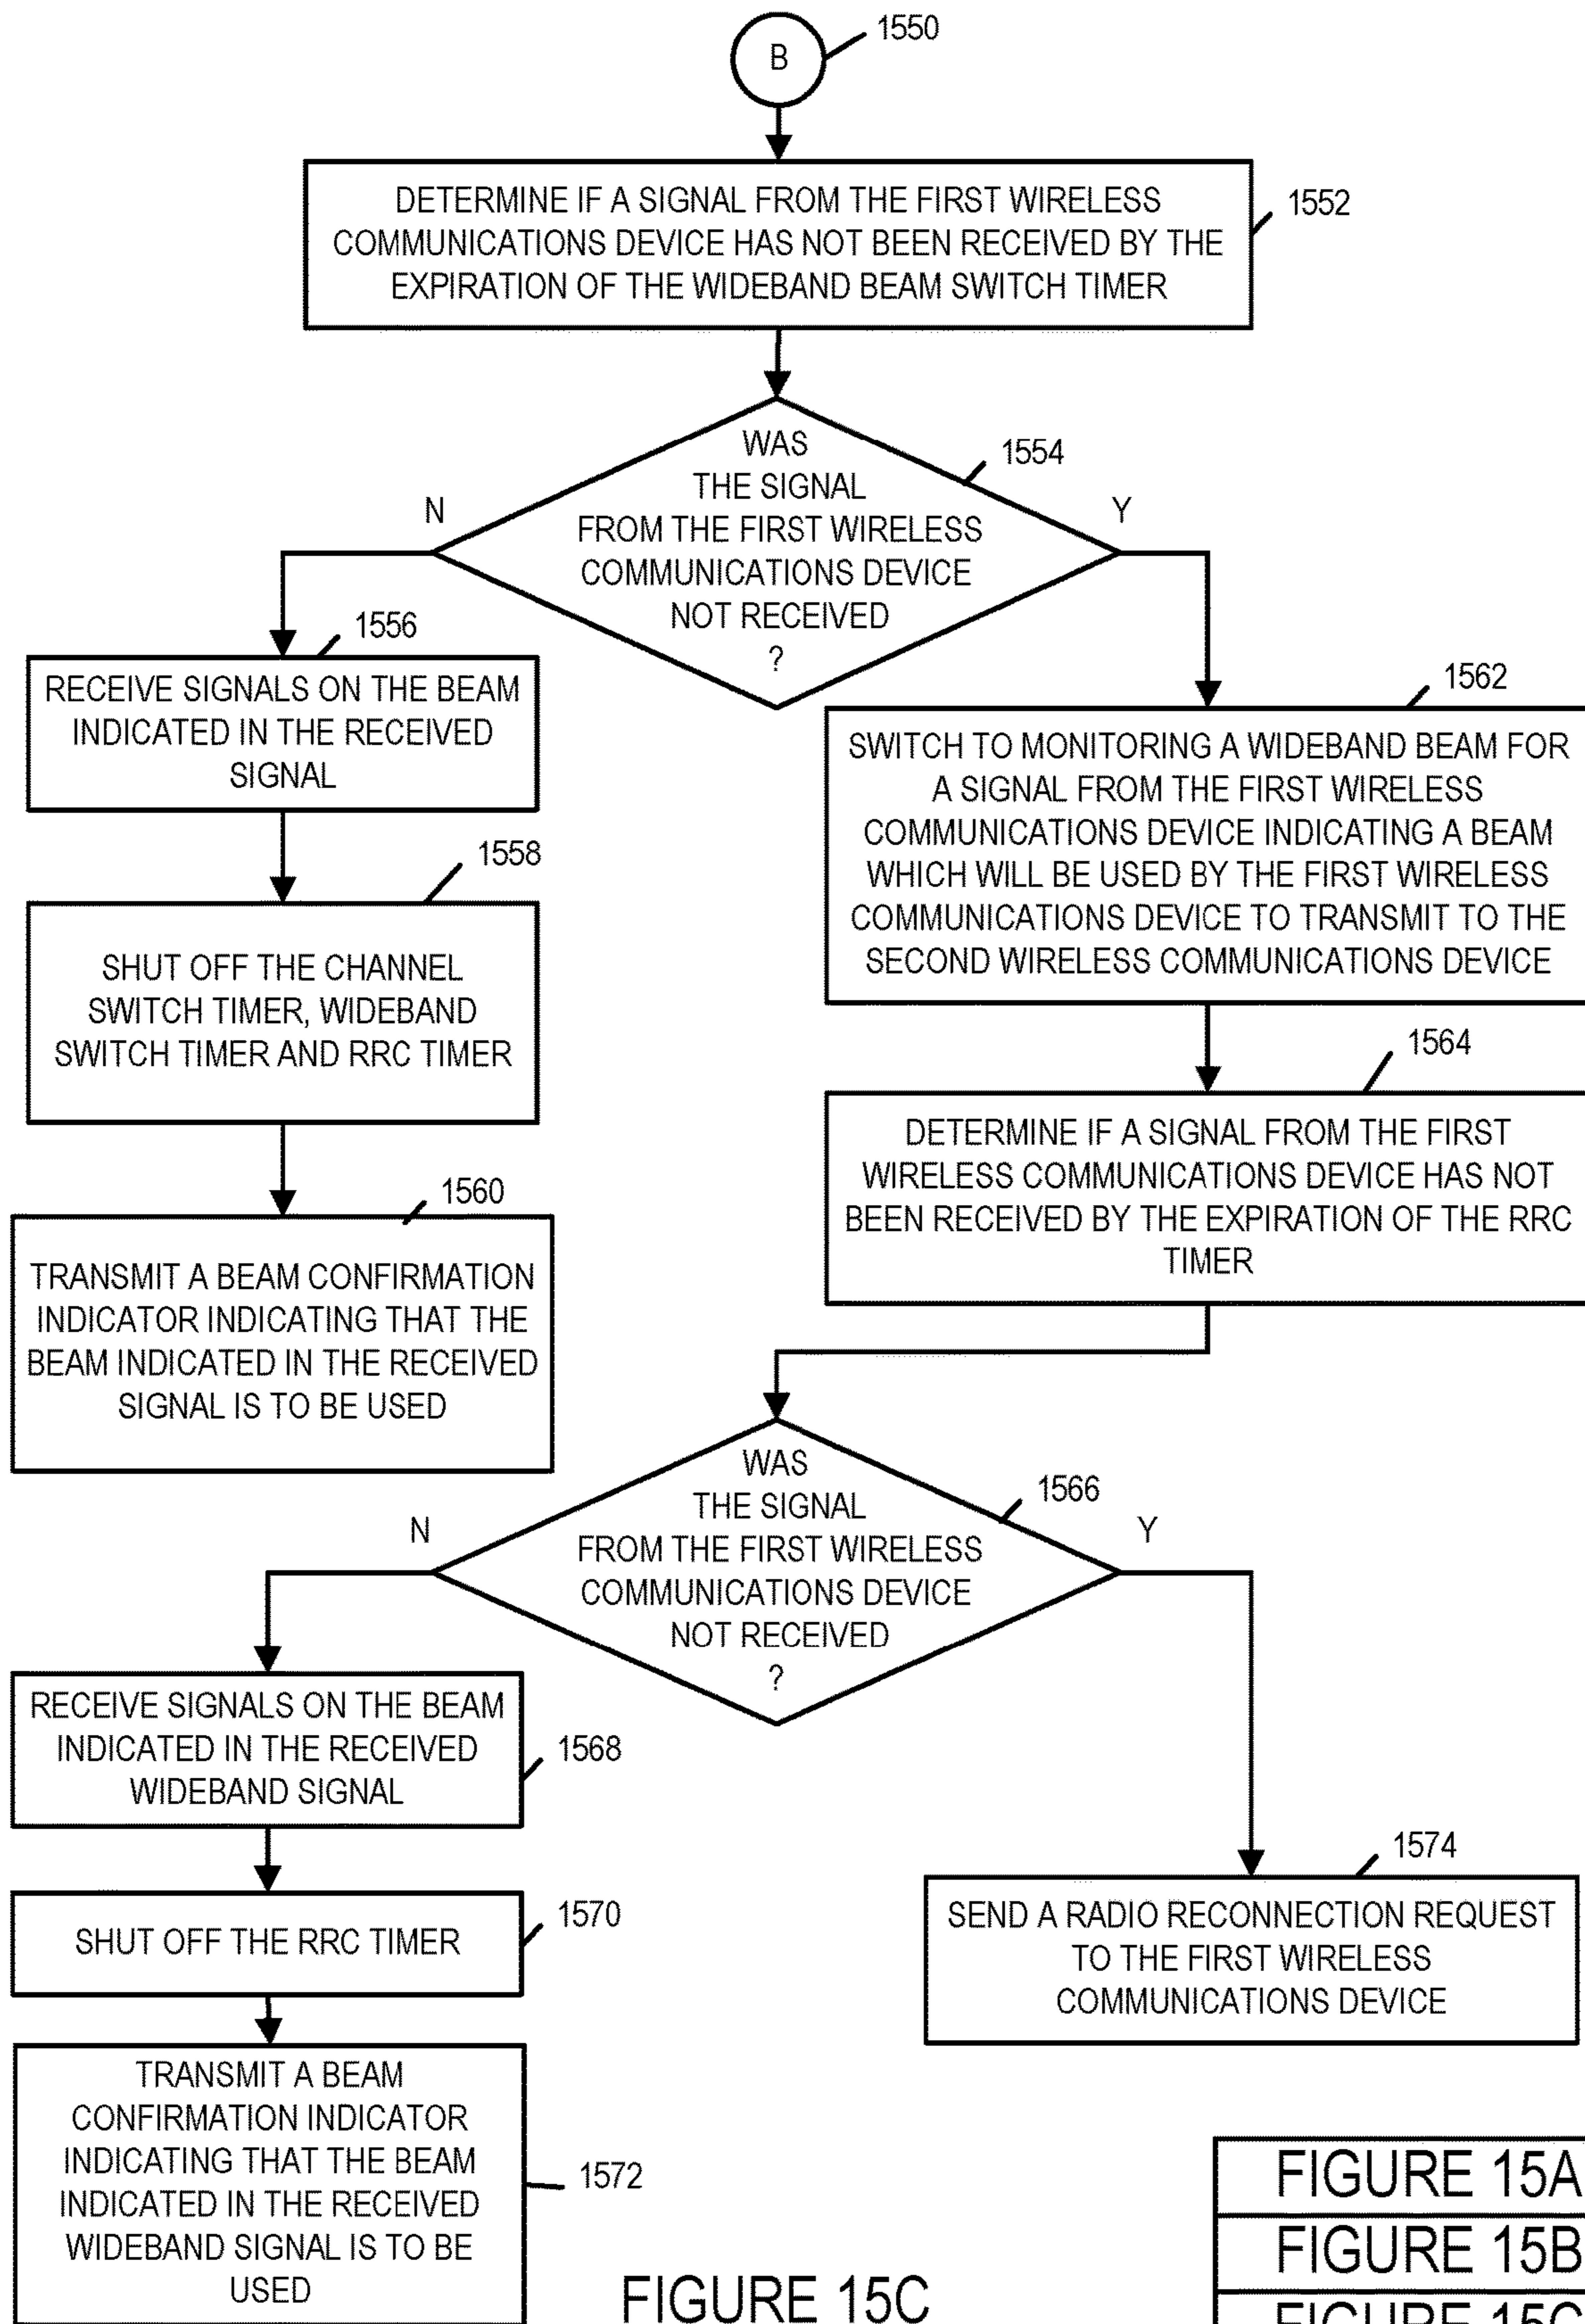 B
1550
DETERMINE IF A SIGNAL FROM THE FIRST WIRELESS
COMMUNICATIONS DEVICE HAS NOT BEEN RECEIVED BY THE
EXPIRATION OF THE WIDEBAND BEAM SWITCH TIMER
1552
WAS
THE SIGNAL
FROM THE FIRST WIRELESS
COMMUNICATIONS DEVICE
NOT RECEIVED
?
1554
N
Y
1556
RECEIVE SIGNALS ON THE BEAM
INDICATED IN THE RECEIVED
SIGNAL
1558
SHUT OFF THE CHANNEL
SWITCH TIMER, WIDEBAND
SWITCH TIMER AND RRC TIMER
1560
TRANSMIT A BEAM CONFIRMATION
INDICATOR INDICATING THAT THE
BEAM INDICATED IN THE RECEIVED
SIGNAL IS TO BE USED
1562
SWITCH TO MONITORING A WIDEBAND BEAM FOR
A SIGNAL FROM THE FIRST WIRELESS
COMMUNICATIONS DEVICE INDICATING A BEAM
WHICH WILL BE USED BY THE FIRST WIRELESS
COMMUNICATIONS DEVICE TO TRANSMIT TO THE
SECOND WIRELESS COMMUNICATIONS DEVICE
1564
DETERMINE IF A SIGNAL FROM THE FIRST
WIRELESS COMMUNICATIONS DEVICE HAS NOT
BEEN RECEIVED BY THE EXPIRATION OF THE RRC
TIMER
WAS
THE SIGNAL
FROM THE FIRST WIRELESS
COMMUNICATIONS DEVICE
NOT RECEIVED
?
1566
N
Y
RECEIVE SIGNALS ON THE BEAM
INDICATED IN THE RECEIVED
WIDEBAND SIGNAL
1568
SHUT OFF THE RRC TIMER
1570
TRANSMIT A BEAM
CONFIRMATION INDICATOR
INDICATING THAT THE BEAM
INDICATED IN THE RECEIVED
WIDEBAND SIGNAL IS TO BE
USED
1572
1574
SEND A RADIO RECONNECTION REQUEST
TO THE FIRST WIRELESS
COMMUNICATIONS DEVICE
FIGURE 15C
FIGURE 15A
FIGURE 15B
FIGURE 15C